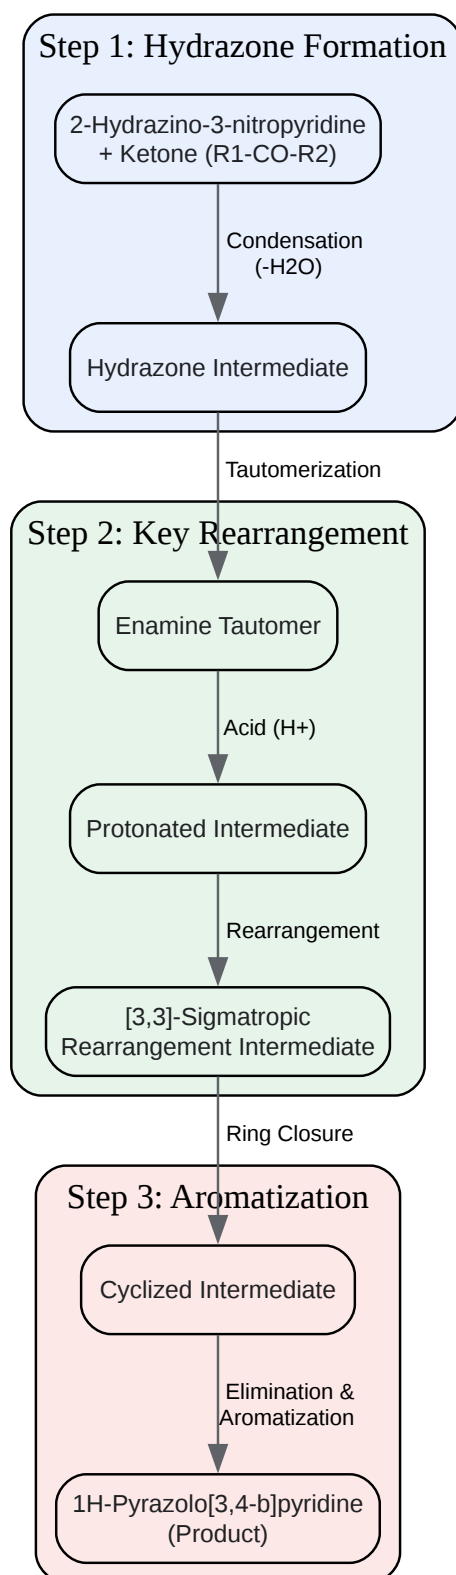 Step 1: Hydrazone Formation
2-Hydrazino-3-nitropyridine
+ Ketone (R1-CO-R2)
Condensation
(-H2O)
Hydrazone Intermediate
Tautomerization
Step 2: Key Rearrangement
Enamine Tautomer
Acid (H+)
Protonated Intermediate
Rearrangement
[3,3]-Sigmatropic
Rearrangement Intermediate
Ring Closure
Step 3: Aromatization
Cyclized Intermediate
Elimination &
Aromatization
1H-Pyrazolo[3,4-b]pyridine
(Product)